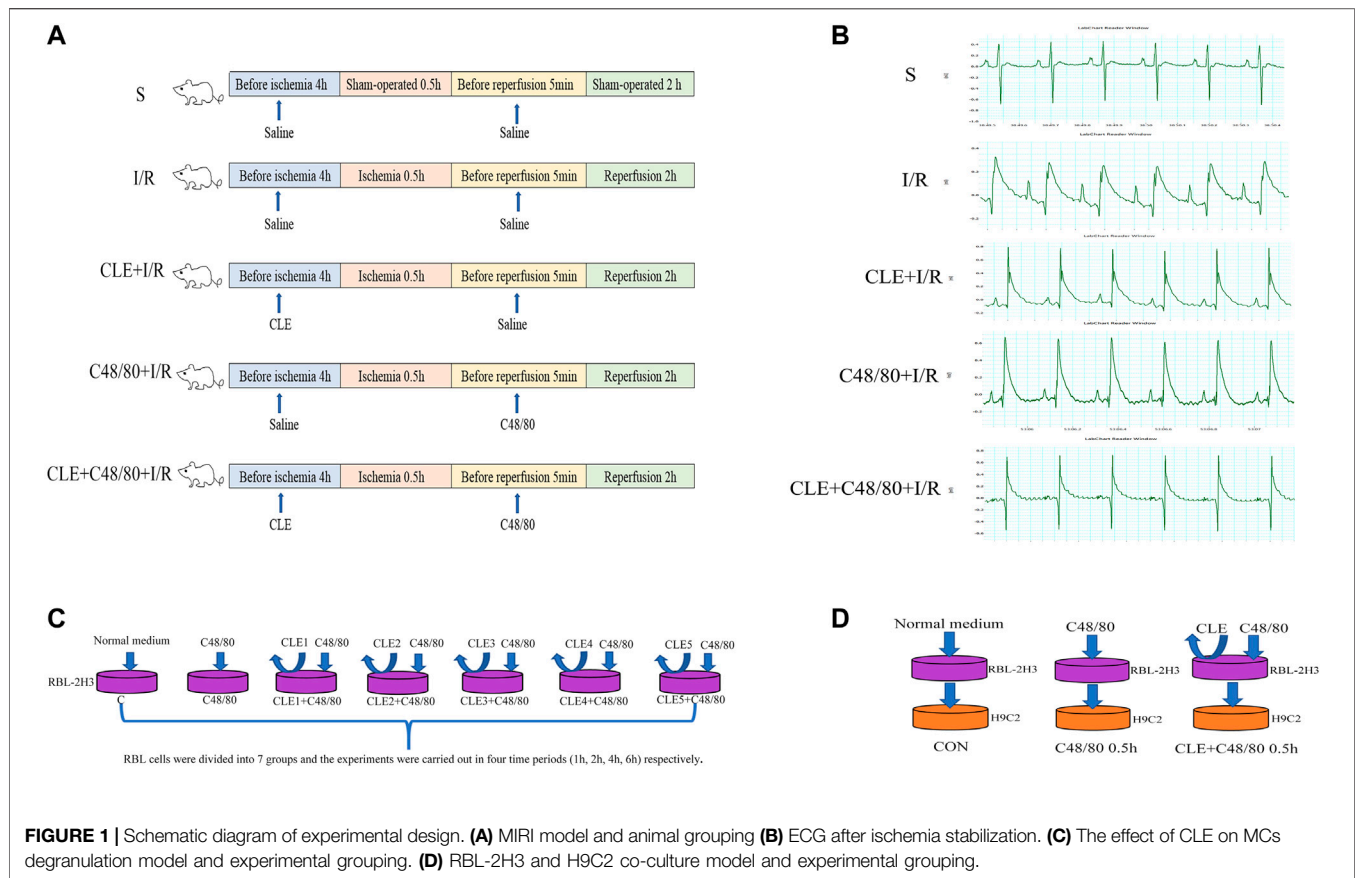 A
S
Before ischemia 4h Sham-operated 0.5h Before reperfusion 5min Sham-operated 2 h
Saline Saline
I/R
Before ischemia 4h Ischemia 0.5h Before reperfusion 5min Reperfusion 2h
Saline Saline
CLE+I/R
Before ischemia 4h Ischemia 0.5h Before reperfusion 5min Reperfusion 2h
CLE Saline
C48/80+I/R
Before ischemia 4h Ischemia 0.5h Before reperfusion 5min Reperfusion 2h
Saline C48/80
CLE+C48/80+I/R
Before ischemia 4h Ischemia 0.5h Before reperfusion 5min Reperfusion 2h
CLE C48/80
B
LabChart Reader Window
S
LabChart Reader Window
I/R
LabChart Reader Window
CLE+I/R
LabChart Reader Window
C48/80+I/R
LabChart Reader Window
CLE+C48/80+I/R
C
Normal medium C48/80 CLE1 C48/80 CLE2 C48/80 CLE3 C48/80 CLE4 C48/80 CLE5 C48/80
RBL-2H3
C C48/80 CLE1+C48/80 CLE2+C48/80 CLE3+C48/80 CLE4+C48/80 CLE5+C48/80
RBL cells were divided into 7 groups and the experiments were carried out in four time periods (1h, 2h, 4h, 6h) respectively.
D
Normal medium C48/80 CLE C48/80
RBL-2H3 RBL-2H3 RBL-2H3
H9C2 H9C2 H9C2
CON C48/80 0.5h CLE+C48/80 0.5h
FIGURE 1 | Schematic diagram of experimental design. (A) MIRI model and animal grouping (B) ECG after ischemia stabilization. (C) The effect of CLE on MCs
degranulation model and experimental grouping. (D) RBL-2H3 and H9C2 co-culture model and experimental grouping.